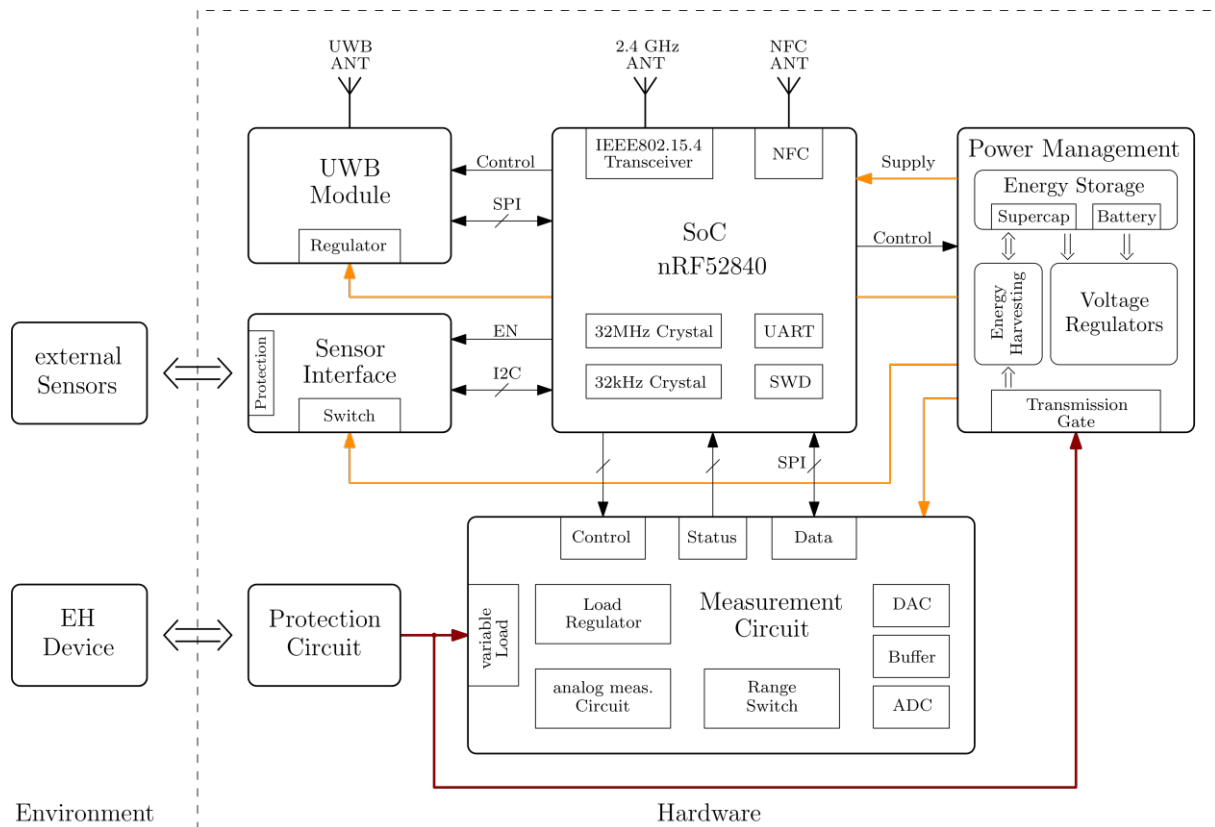 UWB
ANT
2.4 GHz
ANT
NFC
ANT
UWB
Module
Regulator
Control
SPI
IEEE802.15.4
Transceiver
NFC
SoC
nRF52840
32MHz Crystal
UART
32kHz Crystal
SWD
Supply
Control
Power Management
Energy Storage
Supercap
Battery
Energy
Harvesting
Voltage
Regulators
Transmission
Gate
external
Sensors
Protection
Sensor
Interface
Switch
EN
I2C
SPI
Control
Status
Data
EH
Device
Protection
Circuit
variable
Load
Load
Regulator
Measurement
Circuit
DAC
Buffer
ADC
analog meas.
Circuit
Range
Switch
Environment
Hardware